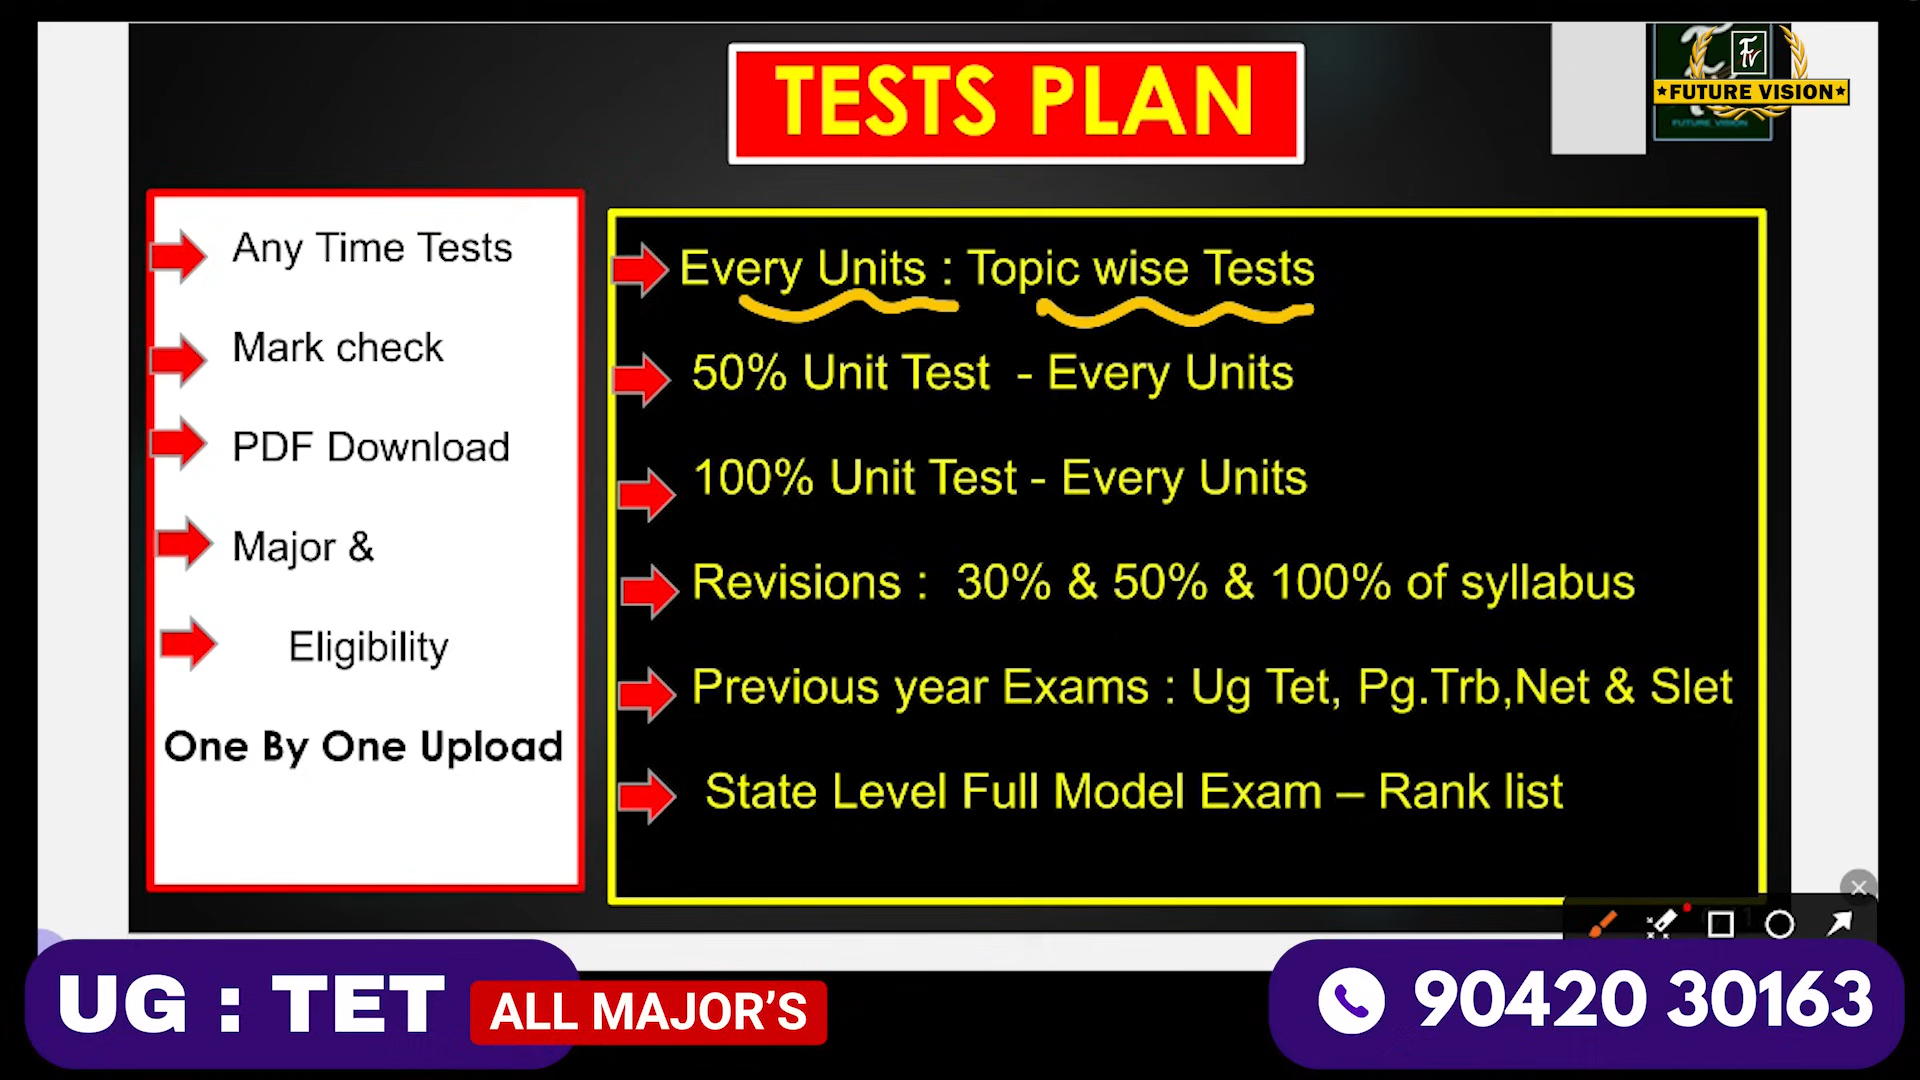 TESTS PLAN
Fv
FUTURE VISION
FUTURE VISION
Any Time Tests
Mark check
PDF Download
Major &
Eligibility
One By One Upload
Every Units : Topic wise Tests
50% Unit Test - Every Units
100% Unit Test - Every Units
Revisions : 30% & 50% & 100% of syllabus
Previous year Exams : Ug Tet, Pg.Trb,Net & Slet
State Level Full Model Exam – Rank list
UG : TET
ALL MAJOR’S
90420 30163